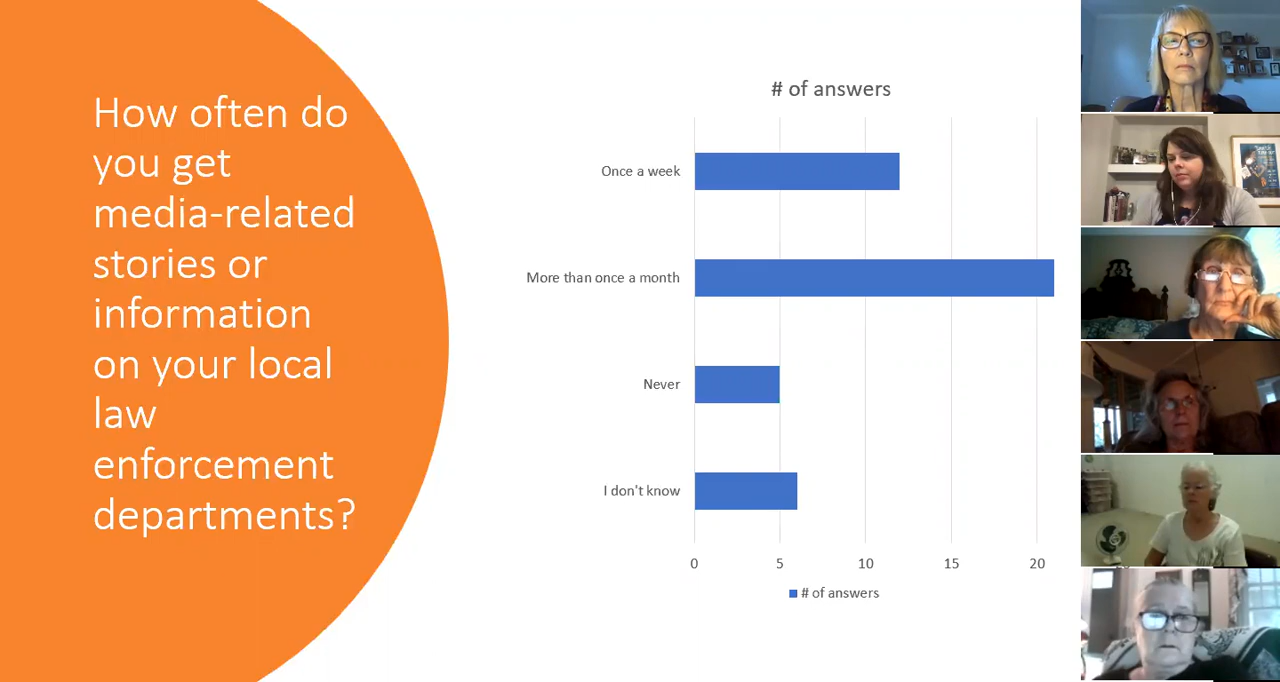 How often do
you get
media-related
stories or
information
on your local
law
enforcement
departments?
# of answers
Once a week
More than once a month
Never
I don't know
0 5 10 15 20
# of answers